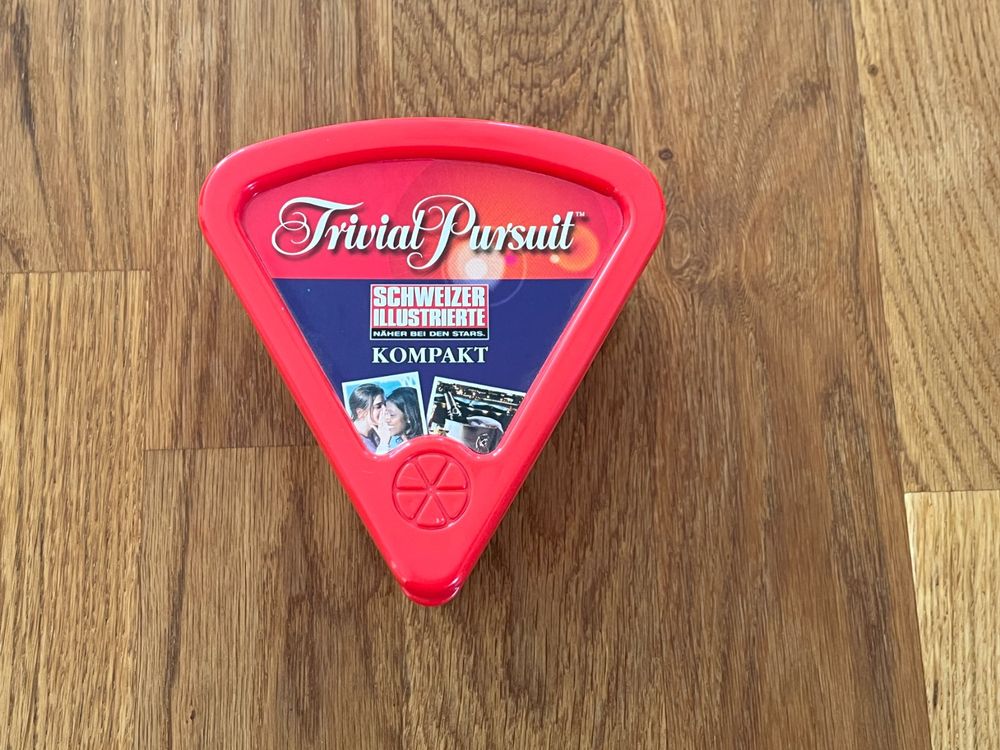 Trivial Pursuit™
SCHWEIZER
ILLUSTRIERTE
NÄHER BEI DEN STARS.
KOMPAKT